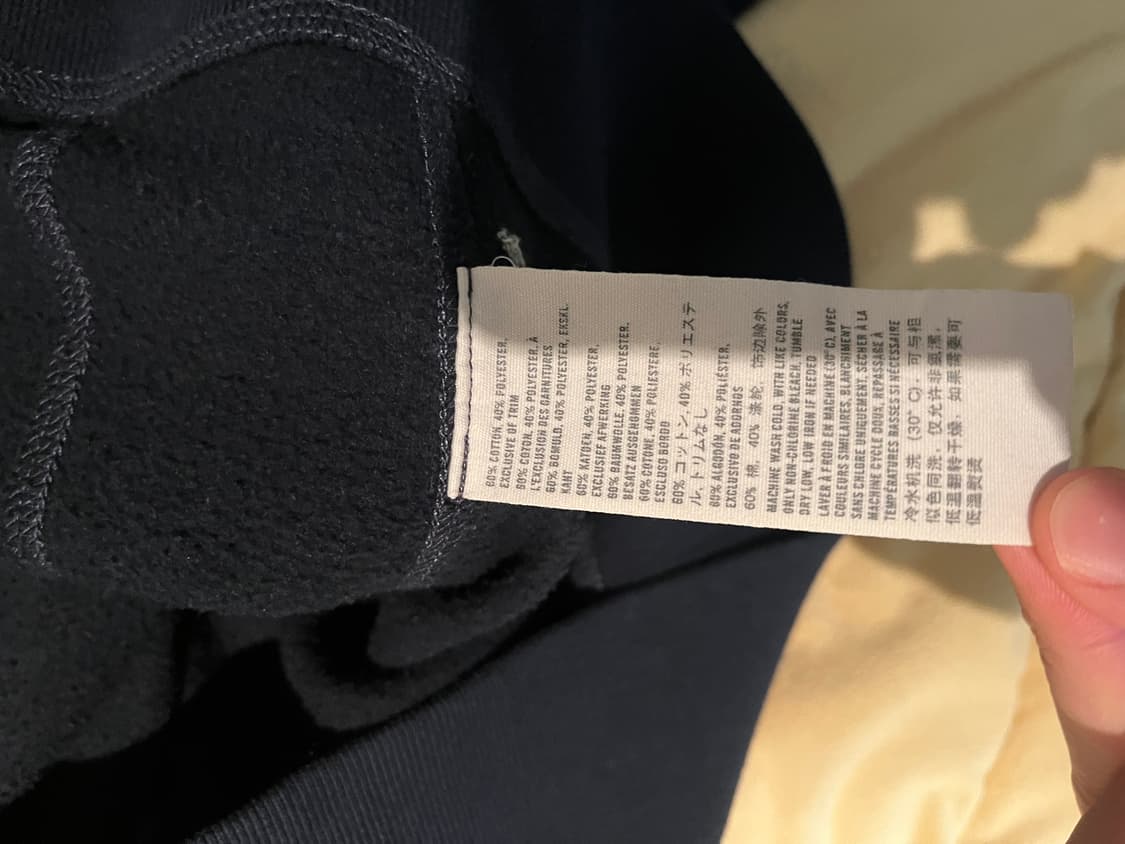 60% COTTON, 40% POLYESTER,
EXCLUSIVE OF TRIM
60% COTON, 40% POLYESTER, À
L'EXCLUSION DES GARNITURES
60% BOMULD, 40% POLYESTER, EKSKL.
KANT
60% KATOEN, 40% POLYESTER,
EXCLUSIEF AFWERKING
60% BAUMWOLLE, 40% POLYESTER,
BESATZ AUSGENOMMEN
60% COTONE, 40% POLIESTERE,
ESCLUSO BORDO
60% コットン, 40% ポリエステ
ル, トリムなし
60% ALGODÓN, 40% POLIÉSTER,
EXCLUSIVO DE ADORNOS
60% 棉, 40% 涤纶, 饰边除外
MACHINE WASH COLD, WITH LIKE COLORS,
ONLY NON-CHLORINE BLEACH, TUMBLE
DRY LOW, LOW IRON IF NEEDED
LAVER À FROID EN MACHINE (30°C), AVEC
COULEURS SIMILAIRES, BLANCHIMENT
SANS CHLORE UNIQUEMENT, SÉCHER À LA
MACHINE CYCLE DOUX, REPASSAGE À
TEMPÉRATURES BASSES SI NÉCESSAIRE
冷水机洗 (30° C), 可与相
似色同洗, 仅允许非氯漂,
低温翻转干燥, 如果需要可
低温熨烫